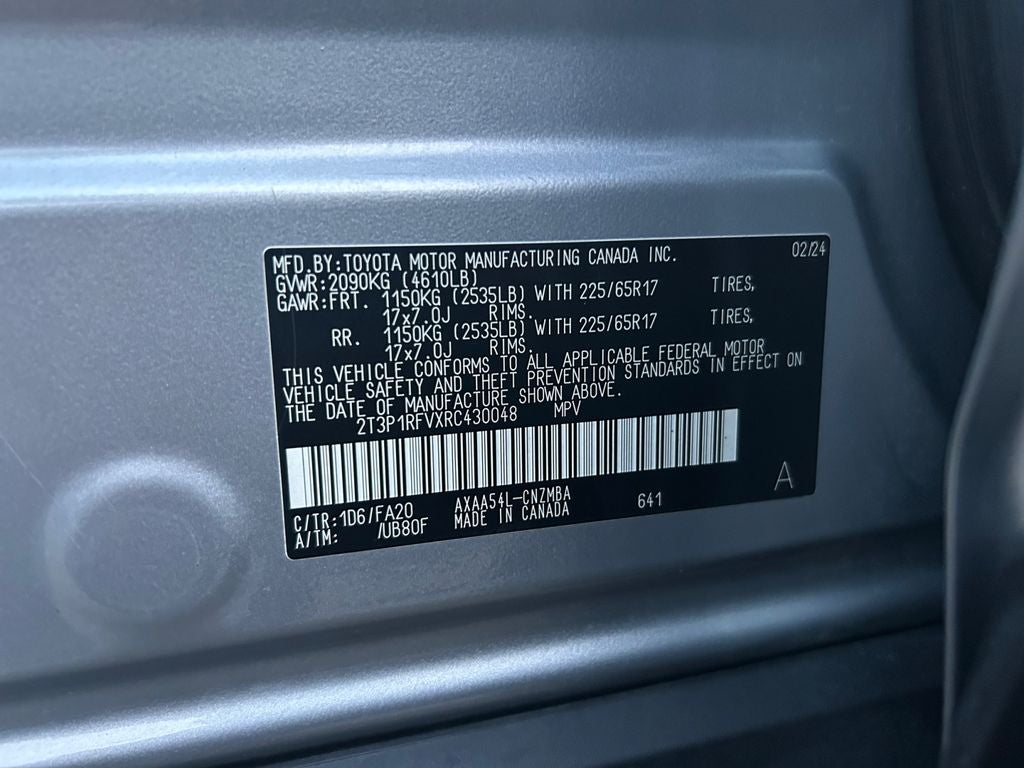 MFD.BY:TOYOTA MOTOR MANUFACTURING CANADA INC. 02/24
GVWR:2090KG (4610LB)
GAWR:FRT. 1150KG (2535LB) WITH 225/65R17 TIRES,
17x7.0J RIMS.
RR. 1150KG (2535LB) WITH 225/65R17 TIRES,
17x7.0J RIMS.
THIS VEHICLE CONFORMS TO ALL APPLICABLE FEDERAL MOTOR
VEHICLE SAFETY AND THEFT PREVENTION STANDARDS IN EFFECT ON
THE DATE OF MANUFACTURE SHOWN ABOVE.
2T3P1RFVXRC430048 MPV
A
C/TR:1D6/FA20 AXAA54L-CNZMBA 641
A/TM: /UB80F MADE IN CANADA